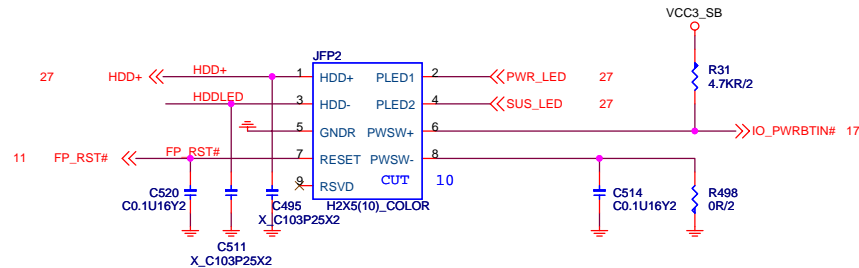 VCC3_SB
JFP2
27 HDD+ HDD+ 1 HDD+ PLED1 2 PWR_LED 27
R31
4.7KR/2
HDDLED 3 HDD- PLED2 4 SUS_LED 27
5 GNDR PWSW+ 6 IO_PWRBTIN# 17
11 FP_RST# FP_RST# 7 RESET PWSW- 8
9 RSVD CUT 10
H2X5(10)_COLOR
C520
C0.1U16Y2
C495
X_C103P25X2
C511
X_C103P25X2
C514
C0.1U16Y2
R498
0R/2